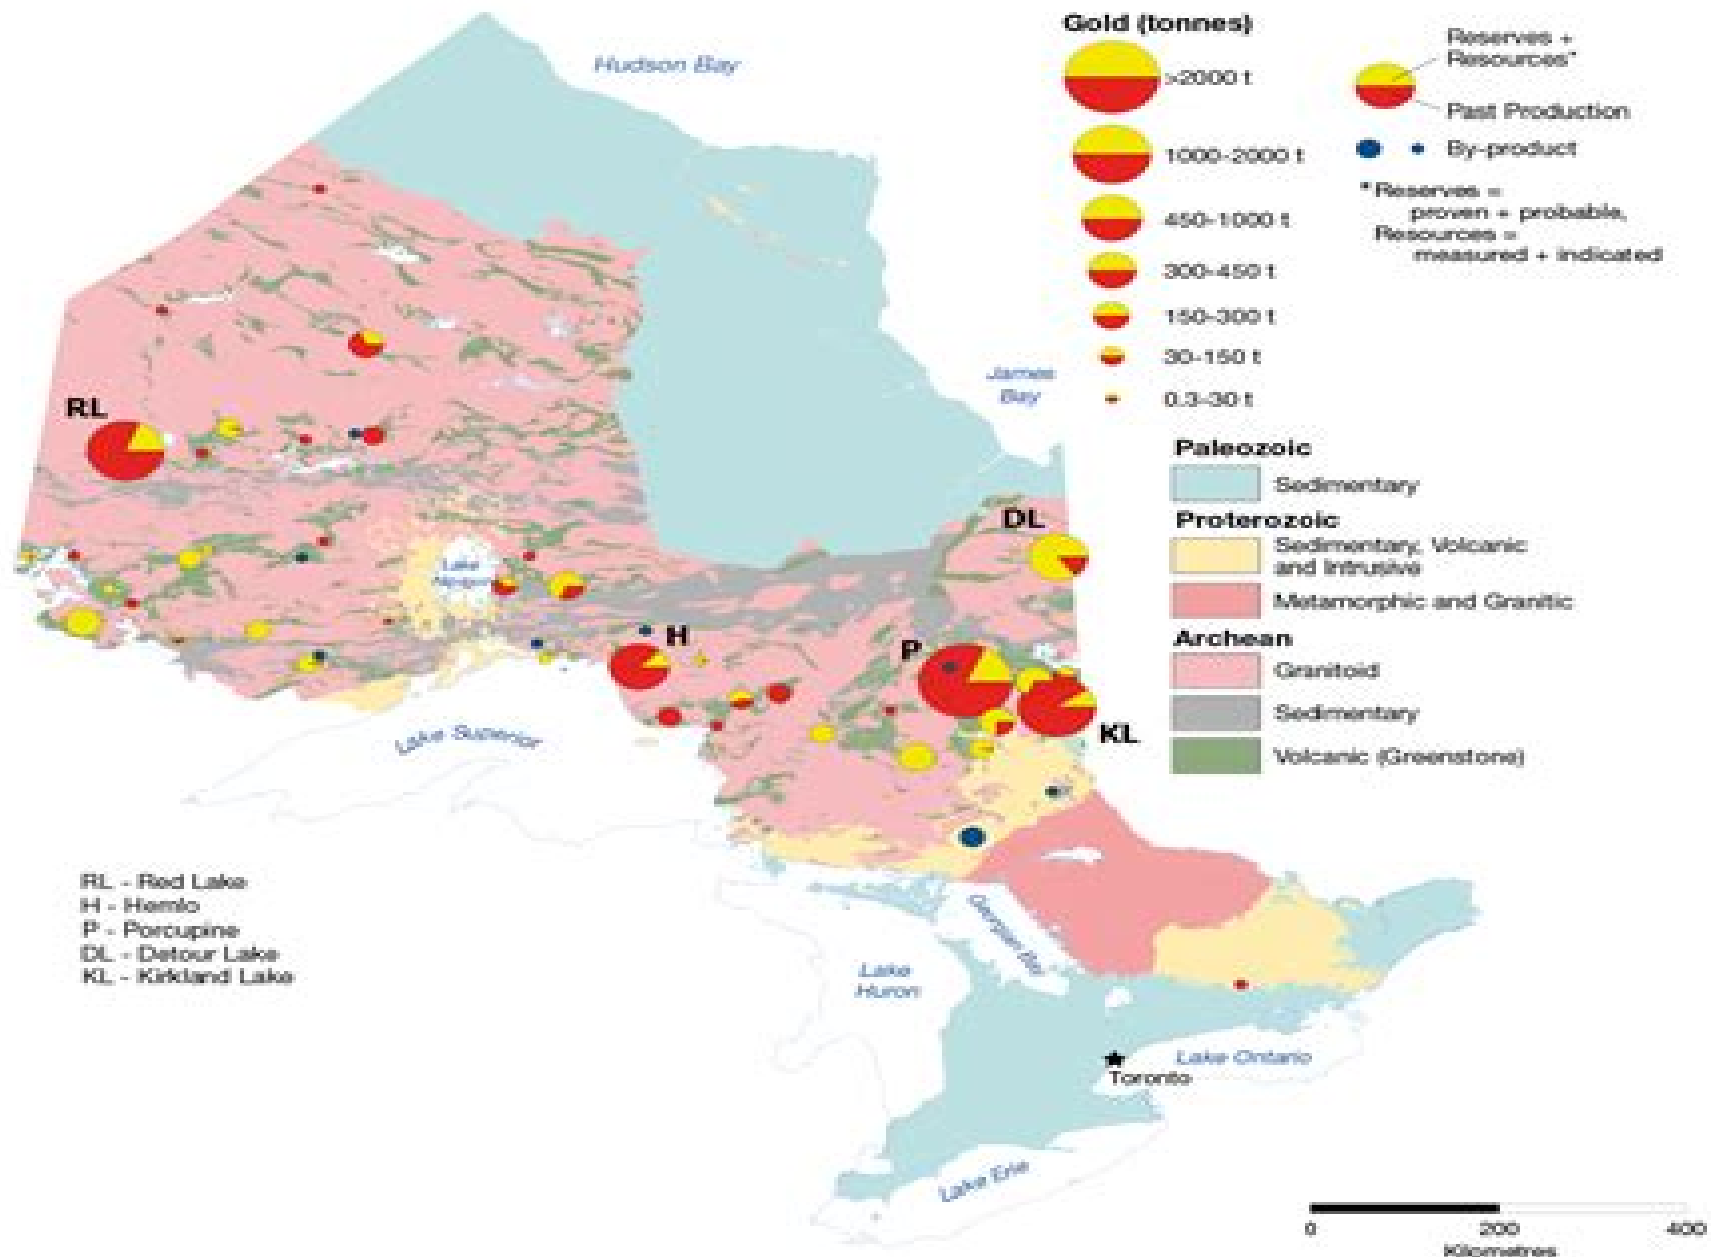 Hudson Bay
James
Bay
RL
DL
Lake
H
P
KL
Lake Superior
Georgian Bay
Lake
Huron
Lake Ontario
Toronto
Lake Erie
Gold (tonnes)
>2000 t
1000-2000 t
450-1000 t
300-450 t
150-300 t
30-150 t
0.3-30 t
Reserves +
Resources*
Past Production
By-product
*Reserves =
proven + probable,
Resources =
measured + indicated
Paleozoic
Sedimentary
Proterozoic
Sedimentary, Volcanic
and Intrusive
Metamorphic and Granitic
Archean
Granitoid
Sedimentary
Volcanic (Greenstone)
RL - Red Lake
H - Hemlo
P - Porcupine
DL - Detour Lake
KL - Kirkland Lake
0 200 400
Kilometres